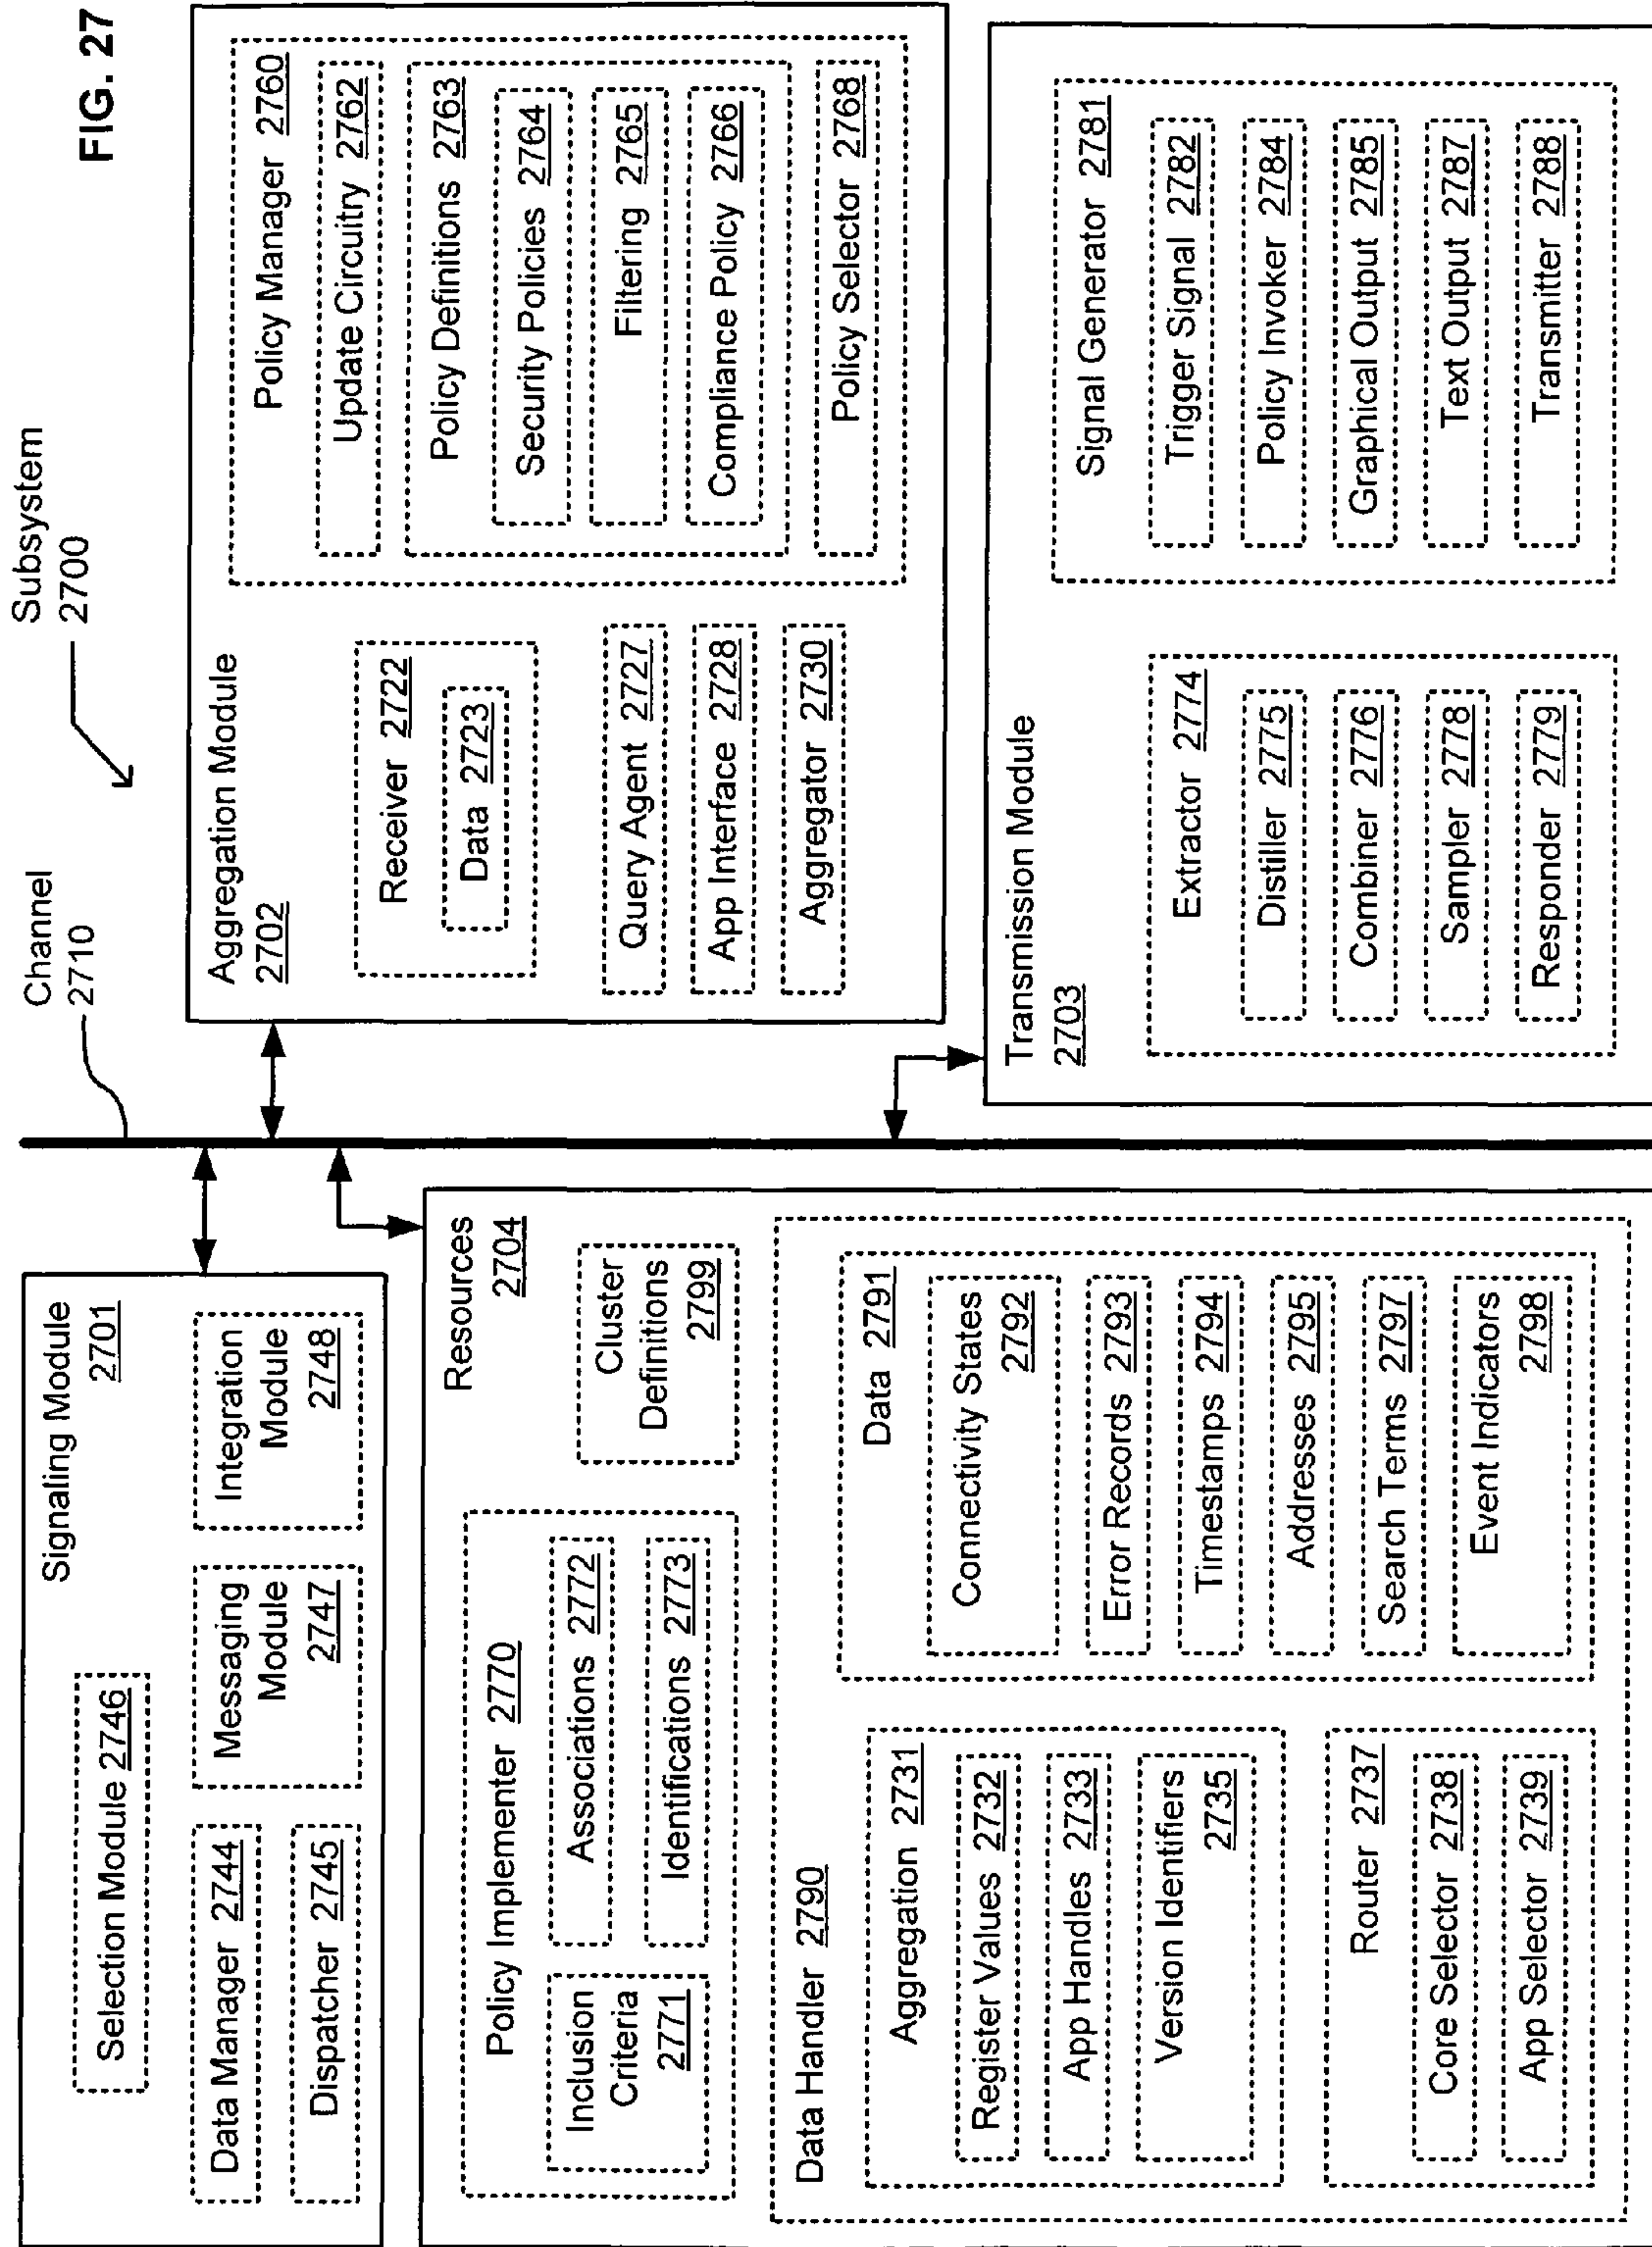 FIG. 27
Subsystem
2700
Channel
2710
Signaling Module
2701
Selection Module 2746
Data Manager 2744
Dispatcher 2745
Messaging
Module
2747
Integration
Module
2748
Aggregation Module
2702
Receiver 2722
Data 2723
Query Agent 2727
App Interface 2728
Aggregator 2730
Policy Manager 2760
Update Circuitry 2762
Policy Definitions 2763
Security Policies 2764
Filtering 2765
Compliance Policy 2766
Policy Selector 2768
Resources
2704
Policy Implementer 2770
Inclusion
Criteria
2771
Associations 2772
Identifications 2773
Cluster
Definitions
2799
Data Handler 2790
Aggregation 2731
Register Values 2732
App Handles 2733
Version Identifiers
2735
Router 2737
Core Selector 2738
App Selector 2739
Data 2791
Connectivity States
2792
Error Records 2793
Timestamps 2794
Addresses 2795
Search Terms 2797
Event Indicators
2798
Transmission Module
2703
Extractor 2774
Distiller 2775
Combiner 2776
Sampler 2778
Responder 2779
Signal Generator 2781
Trigger Signal 2782
Policy Invoker 2784
Graphical Output 2785
Text Output 2787
Transmitter 2788